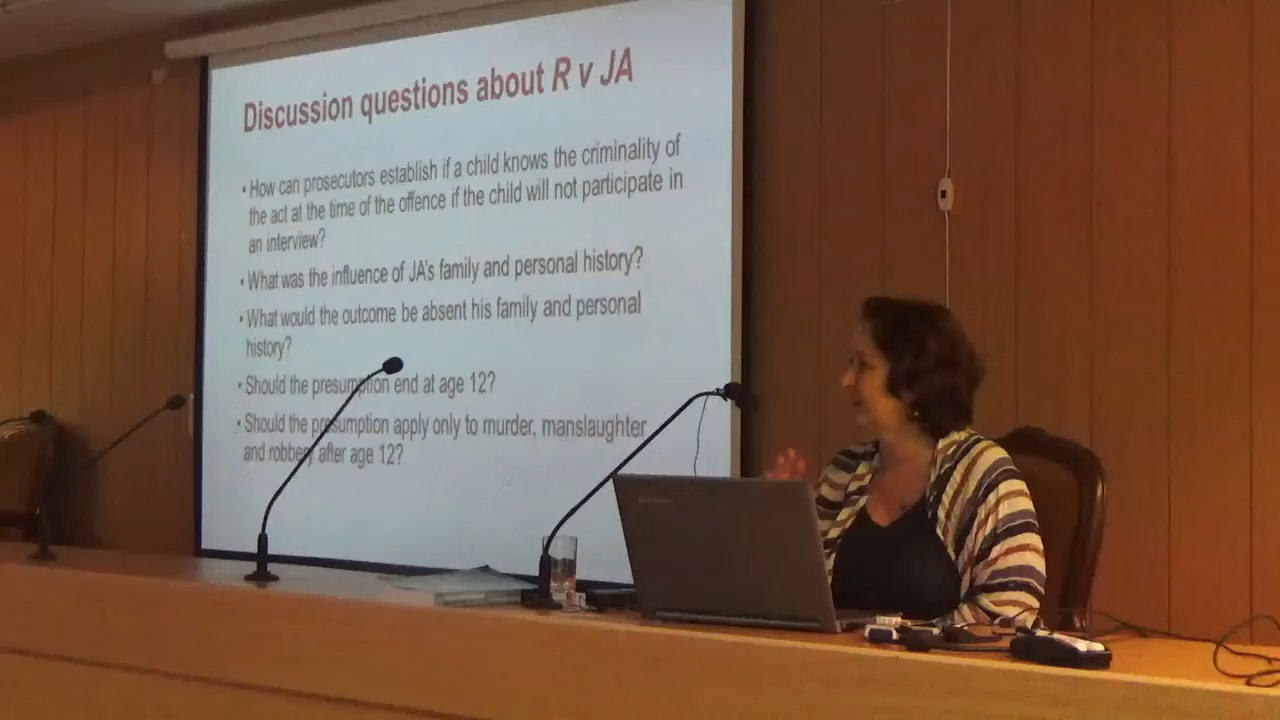 Discussion questions about R v JA
• How can prosecutors establish if a child knows the criminality of
the act at the time of the offence if the child will not participate in
an interview?
• What was the influence of JA's family and personal history?
• What would the outcome be absent his family and personal
history?
• Should the presumption end at age 12?
• Should the presumption apply only to murder, manslaughter
and robbery after age 12?